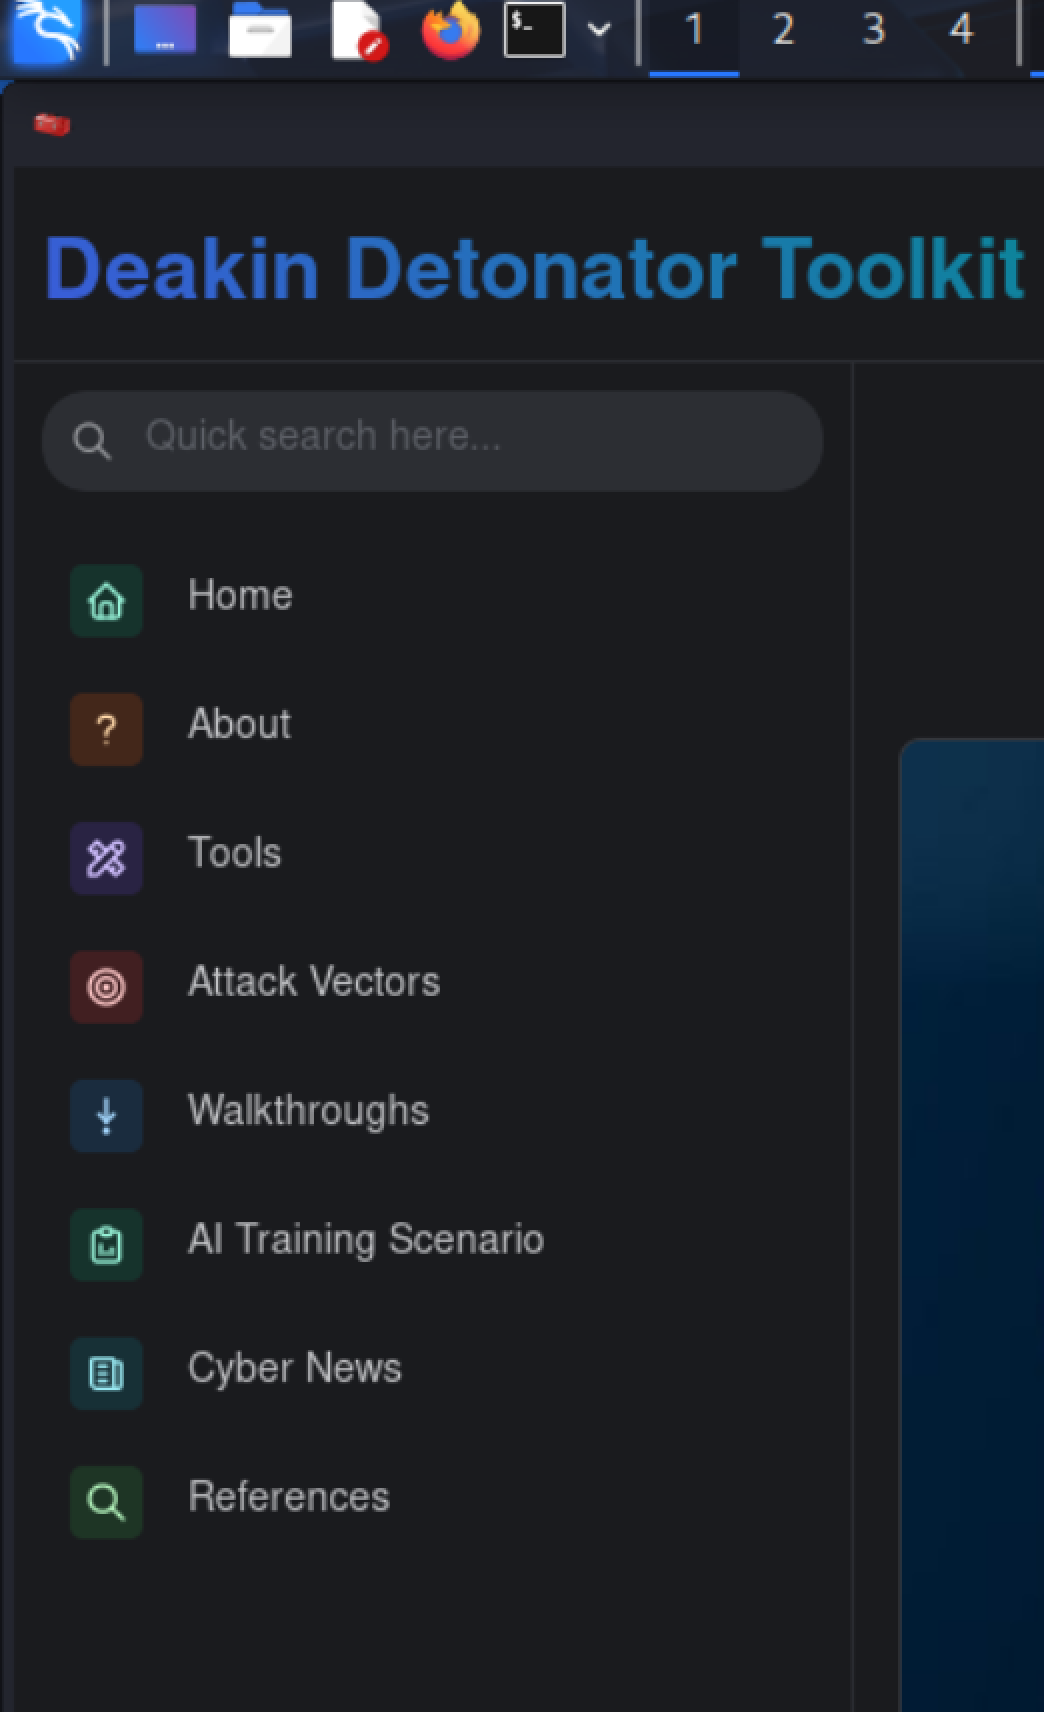 $_
1 2 3 4
Deakin Detonator Toolkit
Quick search here...
Home
? About
Tools
Attack Vectors
Walkthroughs
AI Training Scenario
Cyber News
References